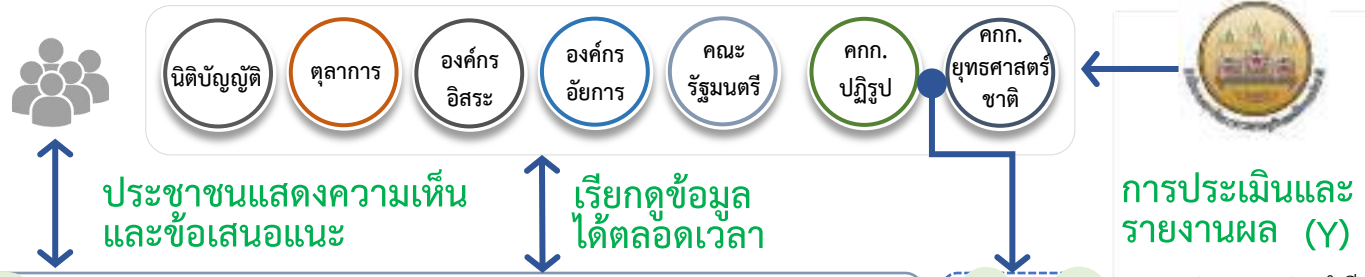 นิติบัญญัติ
ตุลาการ
องค์กร
อิสระ
องค์กร
อัยการ
คณะ
รัฐมนตรี
คกก.
ปฏิรูป
คกก.
ยุทธศาสตร์
ชาติ
ประชาชนแสดงความเห็น
และข้อเสนอแนะ
เรียกดูข้อมูล
ได้ตลอดเวลา
การประเมินและ
รายงานผล (Y)